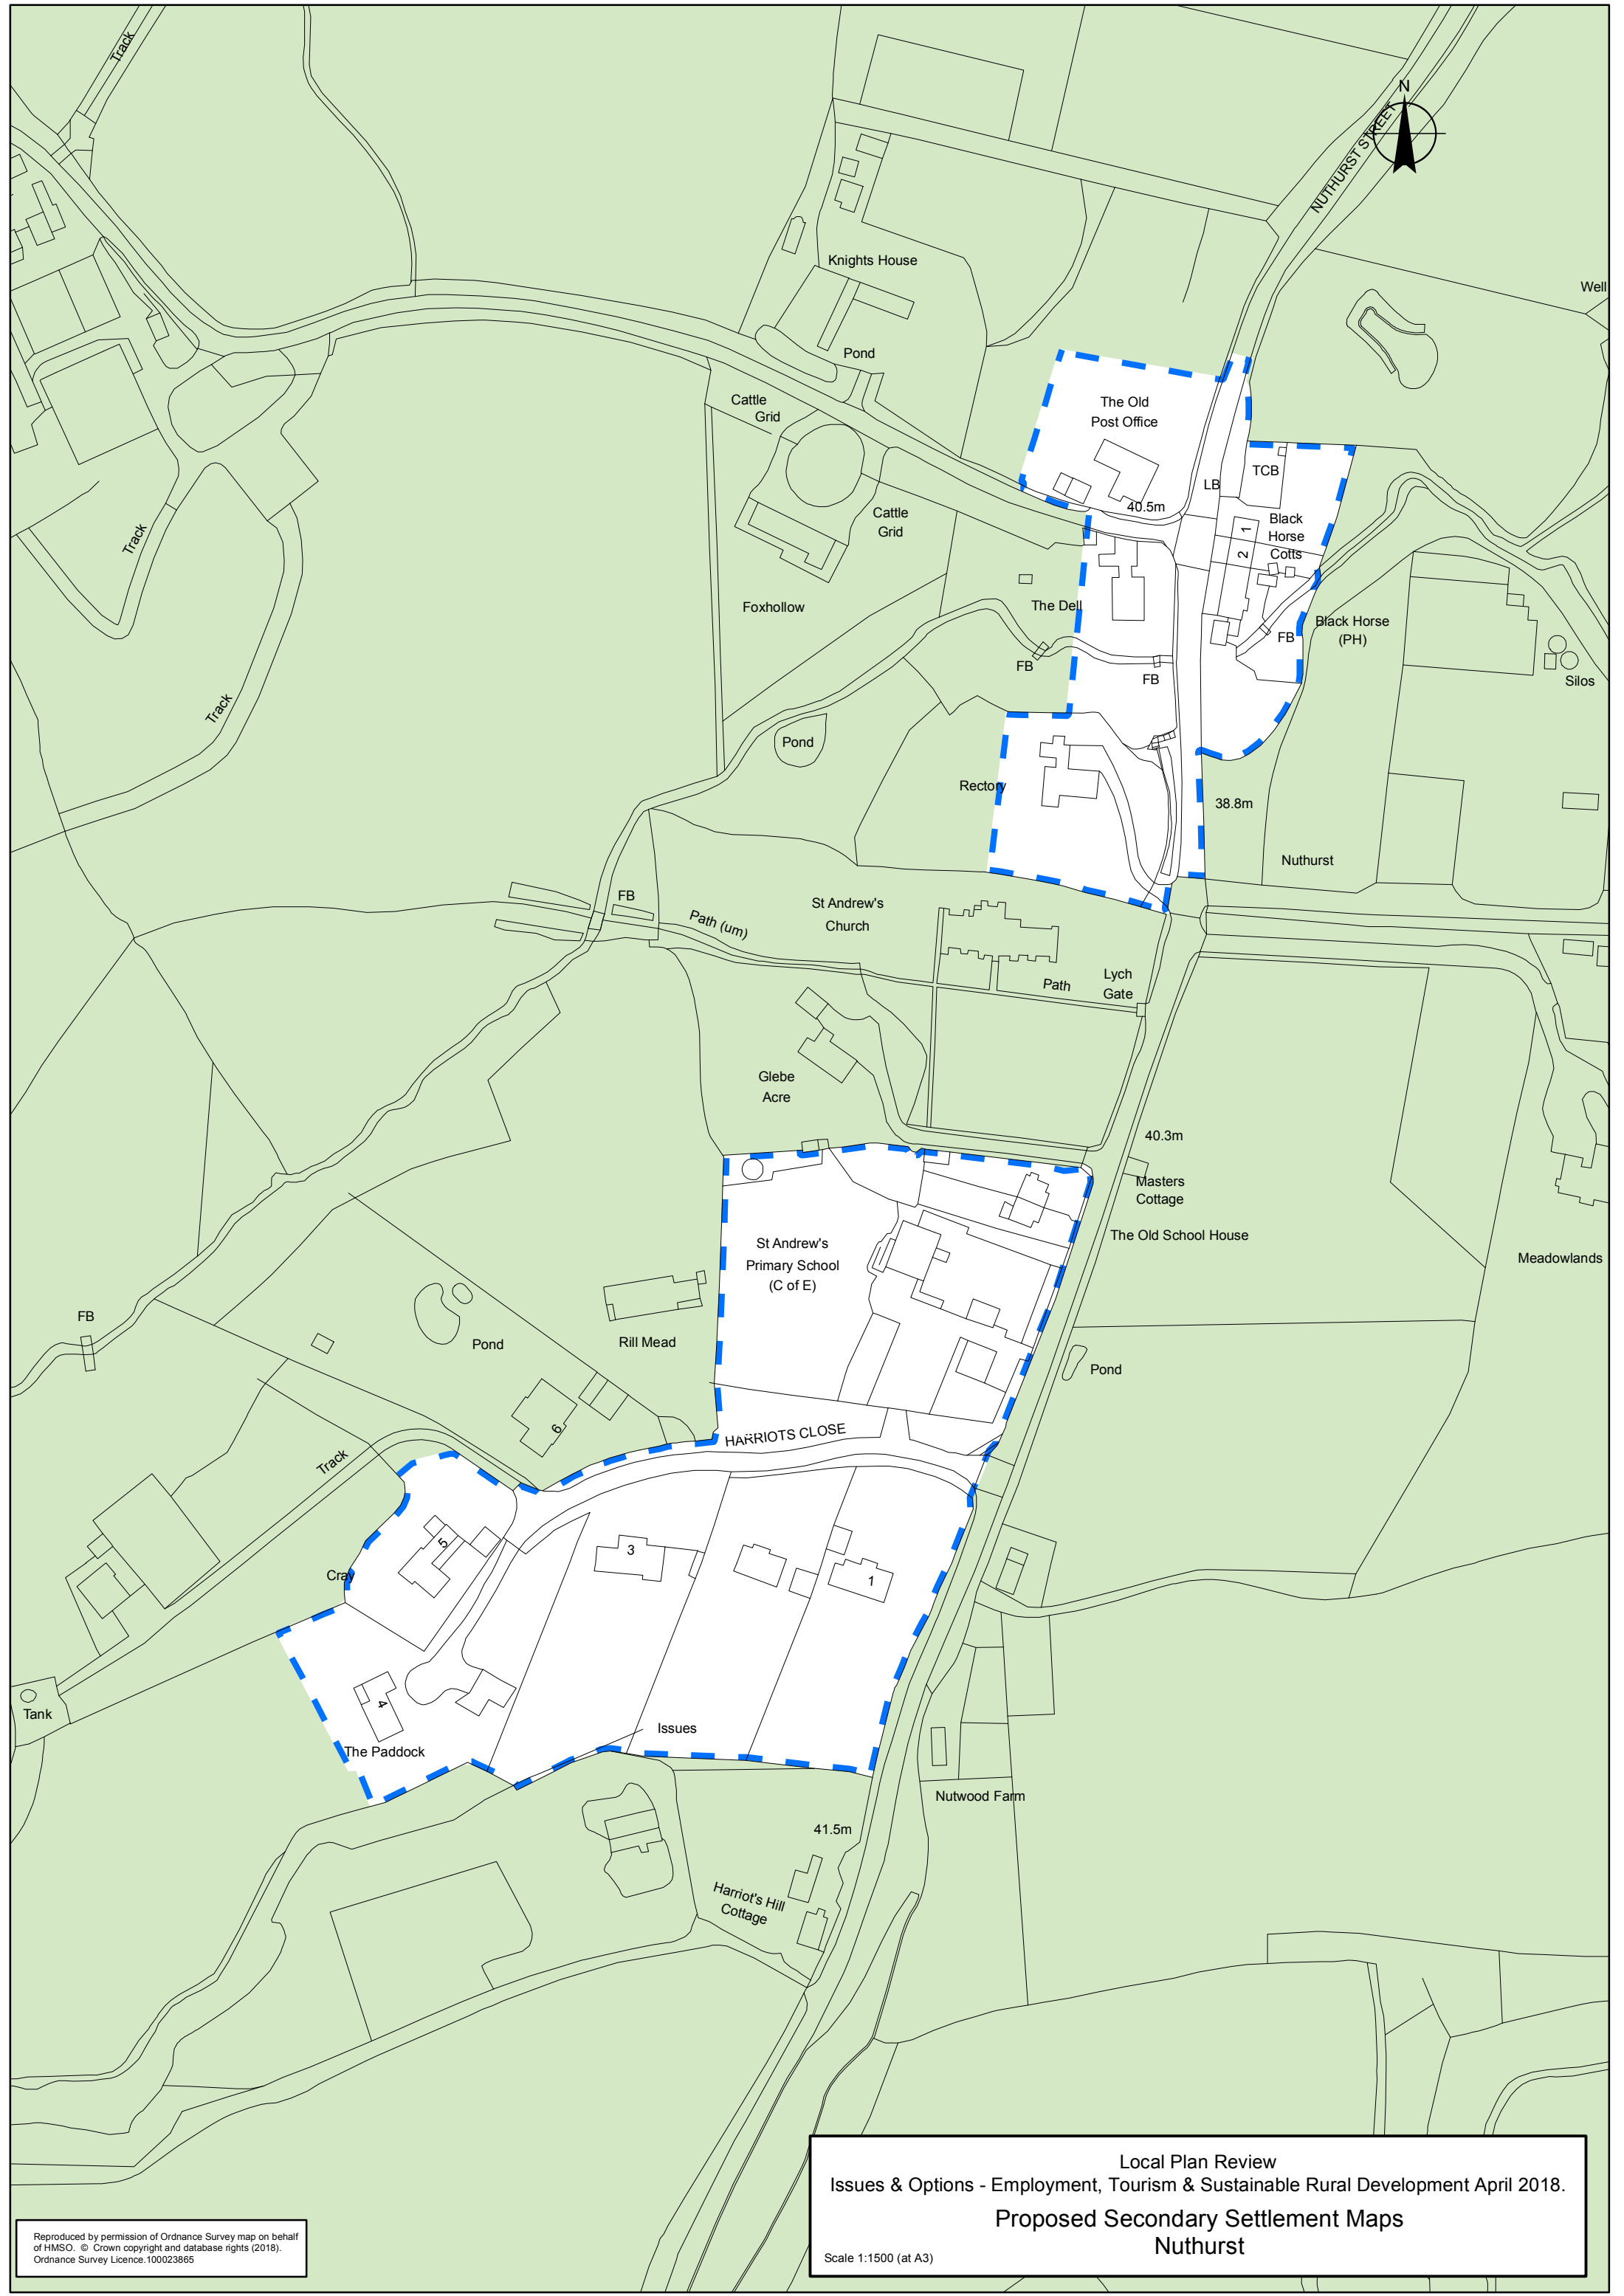 Track
N
NUTHURST STREET
Knights House
Well
Pond
Cattle
Grid
The Old
Post Office
TCB
LB
40.5m
Cattle
Grid
Black
Horse
Cotts
1
2
Track
Foxhollow
The Dell
Black Horse
(PH)
FB
FB
FB
Silos
Track
Pond
Rectory
38.8m
Nuthurst
FB
Path (um)
St Andrew's
Church
Path
Lych
Gate
Glebe
Acre
40.3m
Masters
Cottage
The Old School House
St Andrew's
Primary School
(C of E)
Meadowlands
FB
Pond
Rill Mead
Pond
6
HARRIOTS CLOSE
Track
5
3
1
Cray
4
Tank
The Paddock
Issues
Nutwood Farm
41.5m
Harriot's Hill
Cottage
Local Plan Review
Issues & Options - Employment, Tourism & Sustainable Rural Development April 2018.
Proposed Secondary Settlement Maps
Nuthurst
Scale 1:1500 (at A3)
Reproduced by permission of Ordnance Survey map on behalf
of HMSO. © Crown copyright and database rights (2018).
Ordnance Survey Licence.100023865